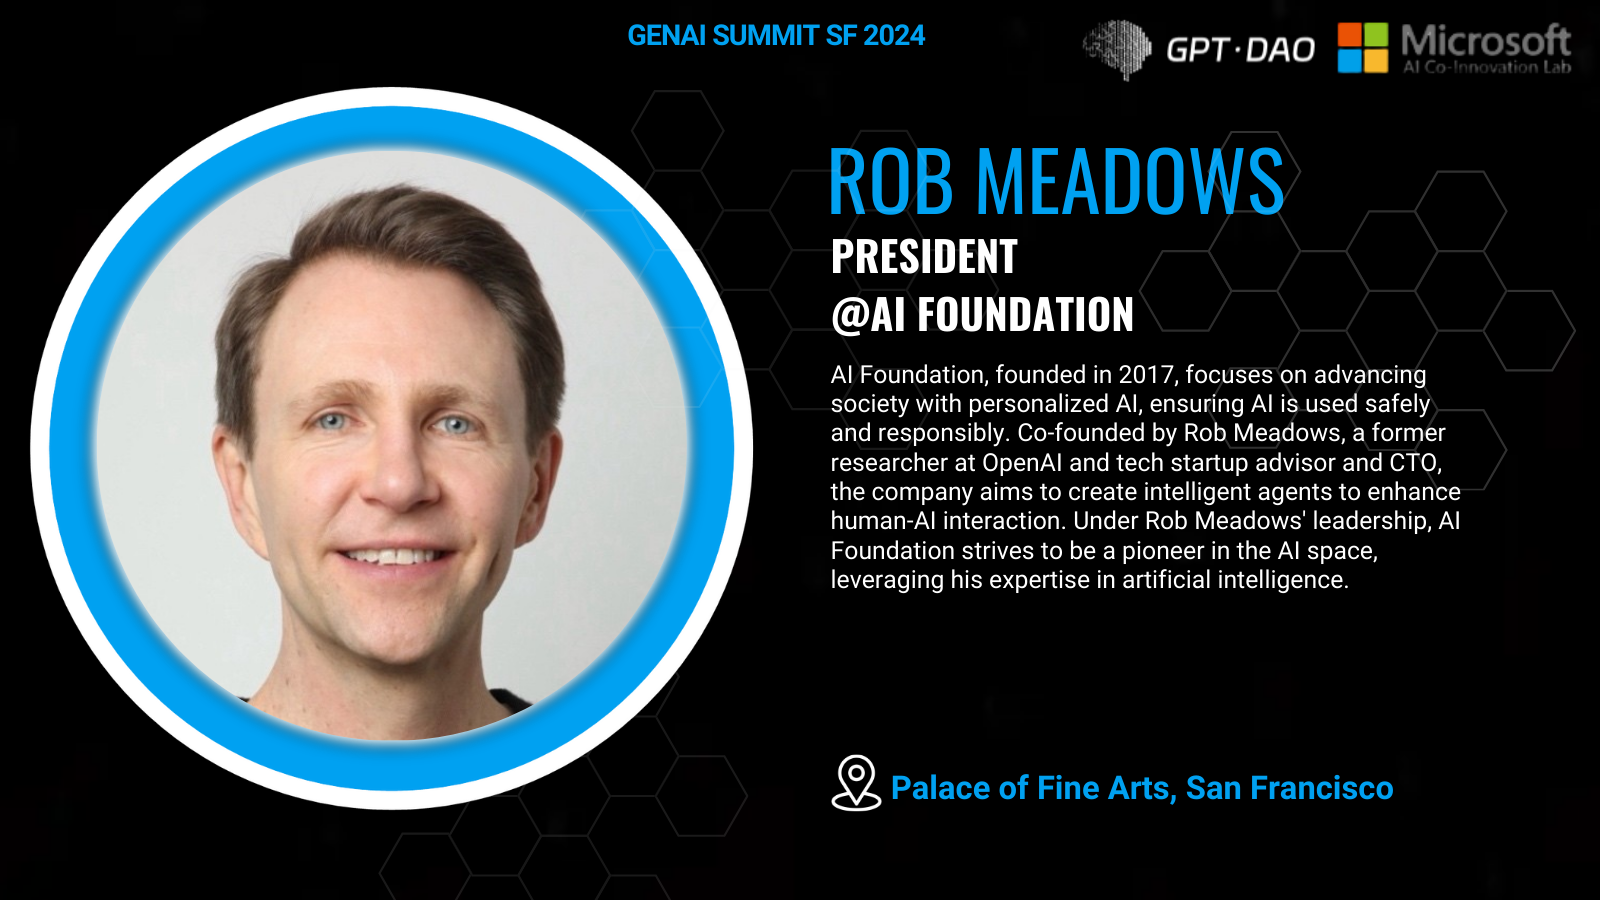 GENAI SUMMIT SF 2024
GPT·DAO
Microsoft
AI Co-Innovation Lab
ROB MEADOWS
PRESIDENT
@AI FOUNDATION
AI Foundation, founded in 2017, focuses on advancing
society with personalized AI, ensuring AI is used safely
and responsibly. Co-founded by Rob Meadows, a former
researcher at OpenAI and tech startup advisor and CTO,
the company aims to create intelligent agents to enhance
human-AI interaction. Under Rob Meadows' leadership, AI
Foundation strives to be a pioneer in the AI space,
leveraging his expertise in artificial intelligence.
Palace of Fine Arts, San Francisco